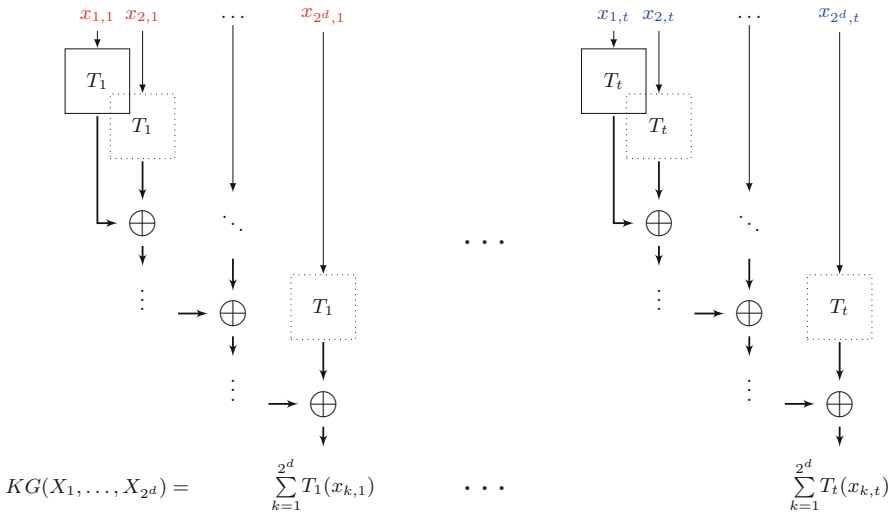 x_{1,1} x_{2,1} ... x_{2^d,1} x_{1,t} x_{2,t} ... x_{2^d,t}
T_1 T_t
T_1 T_t
⋱ ... ⋱
⋮ T_1 ⋮ T_t
⋮ ⋮
KG(X_1, ..., X_{2^d}) = \sum_{k=1}^{2^d} T_1(x_{k,1}) ... \sum_{k=1}^{2^d} T_t(x_{k,t})